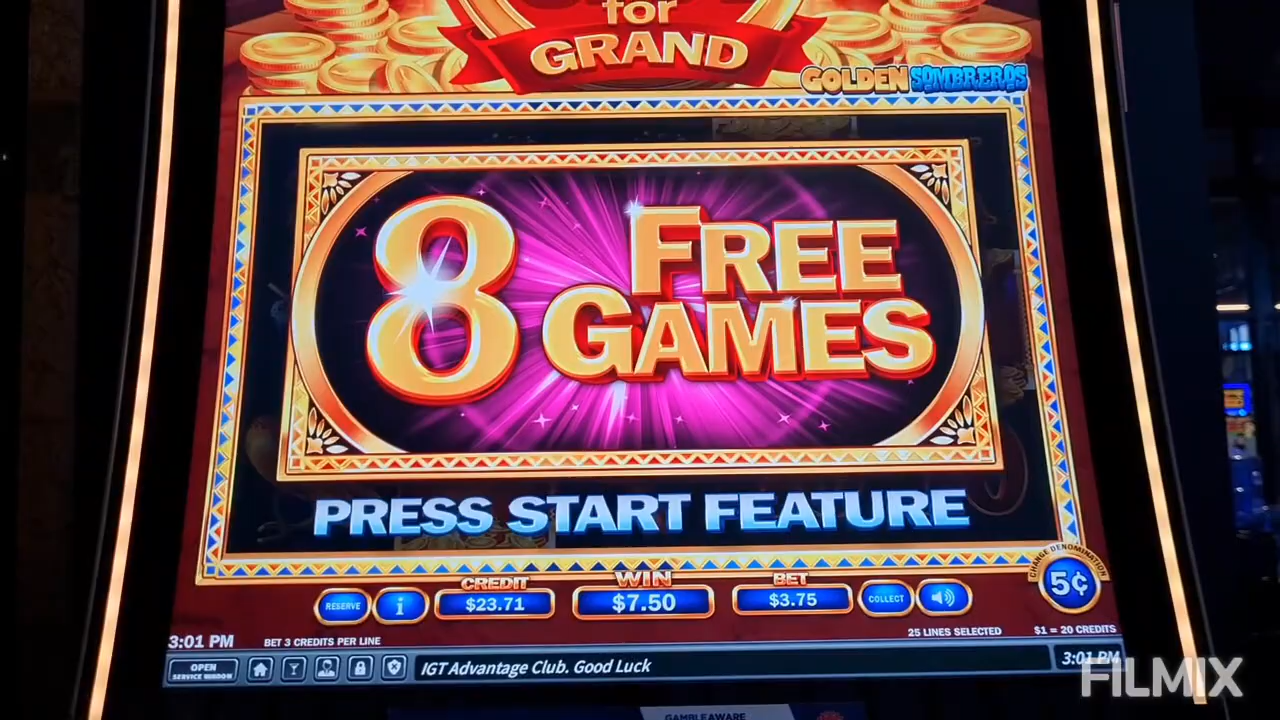 for
GRAND
GOLDEN SOMBREROS
8 FREE
GAMES
PRESS START FEATURE
CHANGE DENOMINATION
5¢
CREDIT WIN BET
RESERVE i $23.71 $7.50 $3.75 COLLECT
3:01 PM BET 3 CREDITS PER LINE 25 LINES SELECTED $1 = 20 CREDITS
OPEN
SERVICE WINDOW
IGT Advantage Club. Good Luck 3:01 PM
FILMIX
GAMBLEAWARE